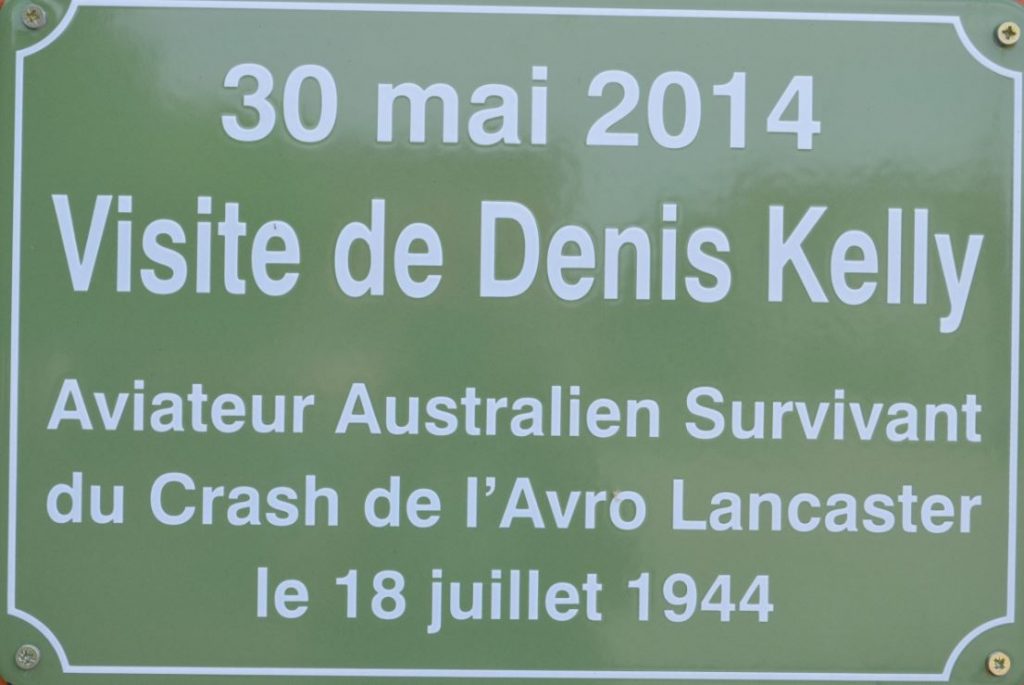 30 mai 2014
Visite de Denis Kelly
Aviateur Australien Survivant
du Crash de l'Avro Lancaster
le 18 juillet 1944